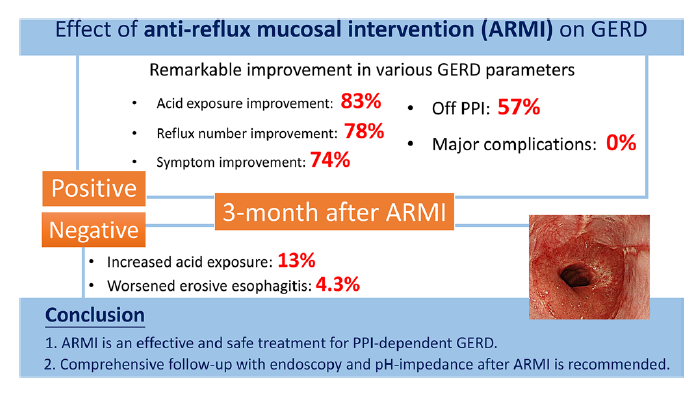 Effect of anti-reflux mucosal intervention (ARMI) on GERD
Remarkable improvement in various GERD parameters
• Acid exposure improvement: 83%
• Reflux number improvement: 78%
• Symptom improvement: 74%
• Off PPI: 57%
• Major complications: 0%
Positive
3-month after ARMI
Negative
• Increased acid exposure: 13%
• Worsened erosive esophagitis: 4.3%
Conclusion
1. ARMI is an effective and safe treatment for PPI-dependent GERD.
2. Comprehensive follow-up with endoscopy and pH-impedance after ARMI is recommended.